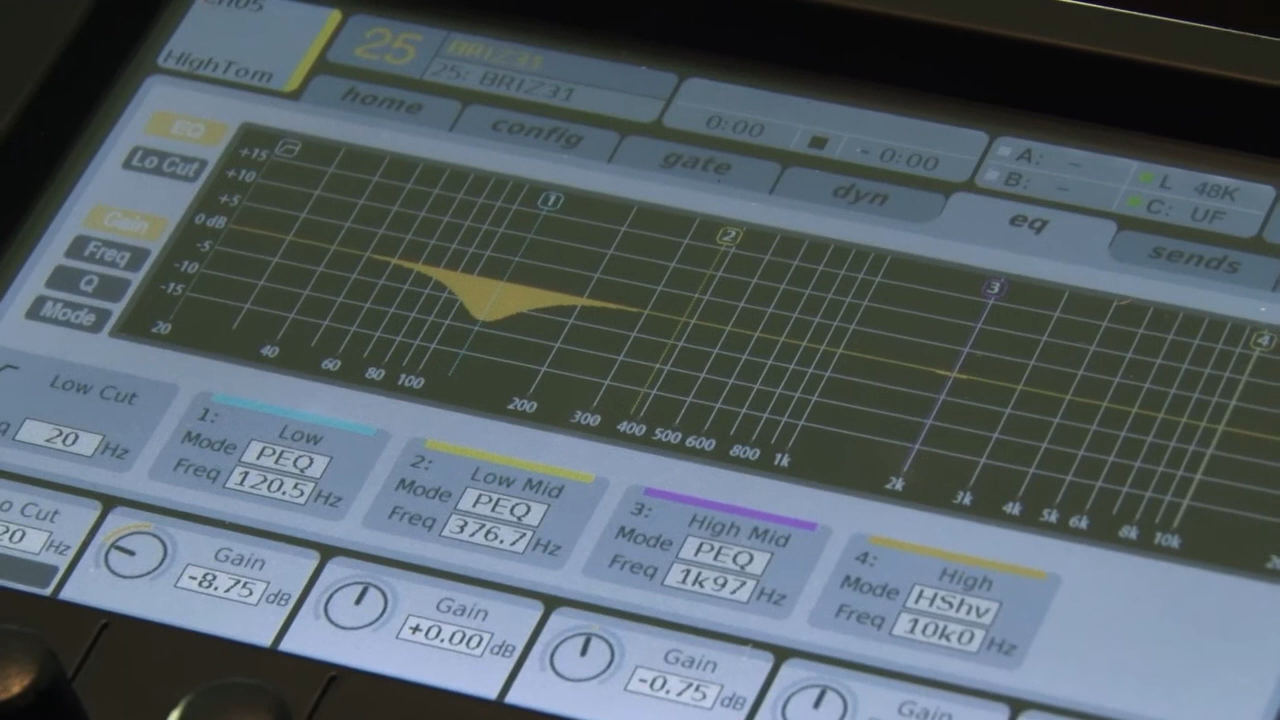 Ch05
HighTom
25
BRIZ31
25: BRIZ31
0:00
- 0:00
A: –
B: –
L 48K
C: UF
home
config
gate
dyn
eq
sends
EQ
Lo Cut
Gain
Freq
Q
Mode
+15
+10
+5
0 dB
-5
-10
-15
1
2
3
4
20 40 60 80 100 200 300 400 500 600 800 1k 2k 3k 4k 5k 6k 8k 10k
Low Cut
20 Hz
1: Low
Mode PEQ
Freq 120.5 Hz
2: Low Mid
Mode PEQ
Freq 376.7 Hz
3: High Mid
Mode PEQ
Freq 1k97 Hz
4: High
Mode HShv
Freq 10k0 Hz
o Cut
20 Hz
Gain
-8.75 dB
Gain
+0.00 dB
Gain
-0.75 dB
Gain